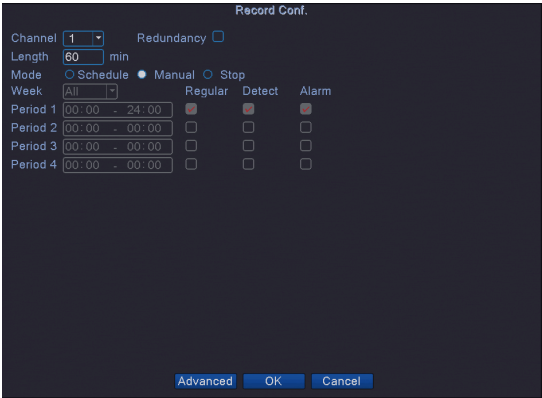 Record Conf.
Channel 1 Redundancy
Length 60 min
Mode Schedule Manual Stop
Week All Regular Detect Alarm
Period 1 00:00 - 24:00
Period 2 00:00 - 00:00
Period 3 00:00 - 00:00
Period 4 00:00 - 00:00
Advanced OK Cancel